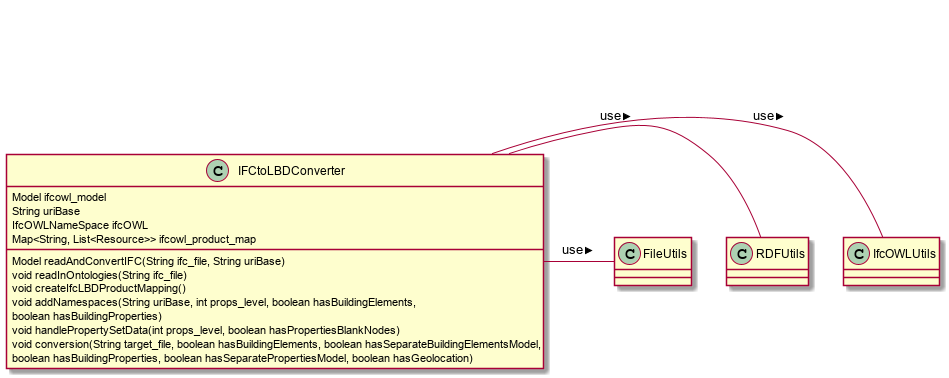 use▶
use▶
C IFCtoLBDConverter
Model ifcowl_model
String uriBase
IfcOWLNameSpace ifcOWL
Map<String, List<Resource>> ifcowl_product_map
Model readAndConvertIFC(String ifc_file, String uriBase)
void readInOntologies(String ifc_file)
void createIfcLBDProductMapping()
void addNamespaces(String uriBase, int props_level, boolean hasBuildingElements,
boolean hasBuildingProperties)
void handlePropertySetData(int props_level, boolean hasPropertiesBlankNodes)
void conversion(String target_file, boolean hasBuildingElements, boolean hasSeparateBuildingElementsModel,
boolean hasBuildingProperties, boolean hasSeparatePropertiesModel, boolean hasGeolocation)
use▶
C FileUtils
C RDFUtils
C IfcOWLUtils